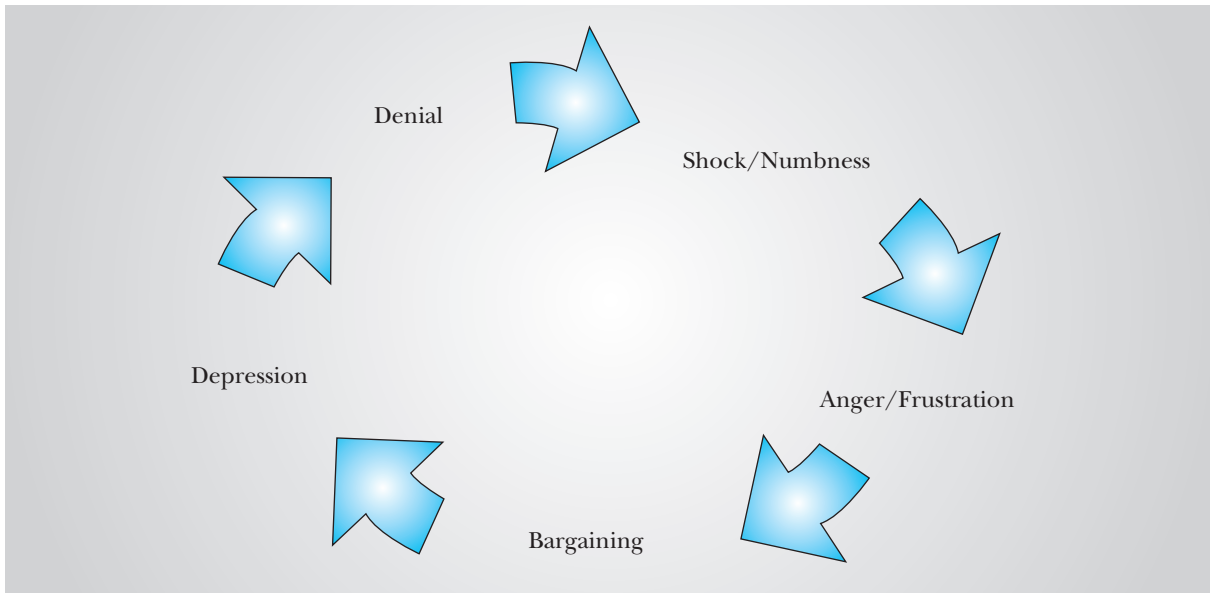 Denial
Shock/Numbness
Depression
Anger/Frustration
Bargaining